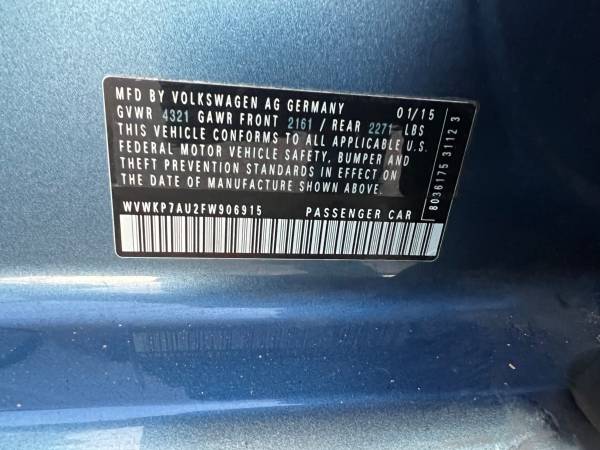 MFD BY VOLKSWAGEN AG GERMANY 01/15
GVWR 4321 GAWR FRONT 2161 / REAR 2271 LBS
THIS VEHICLE CONFORMS TO ALL APPLICABLE U.S.
FEDERAL MOTOR VEHICLE SAFETY, BUMPER AND
THEFT PREVENTION STANDARDS IN EFFECT ON
THE DATE OF MANUFACTURE SHOWN ABOVE.
WVWKP7AU2FW906915 PASSENGER CAR
8036175 3112 3